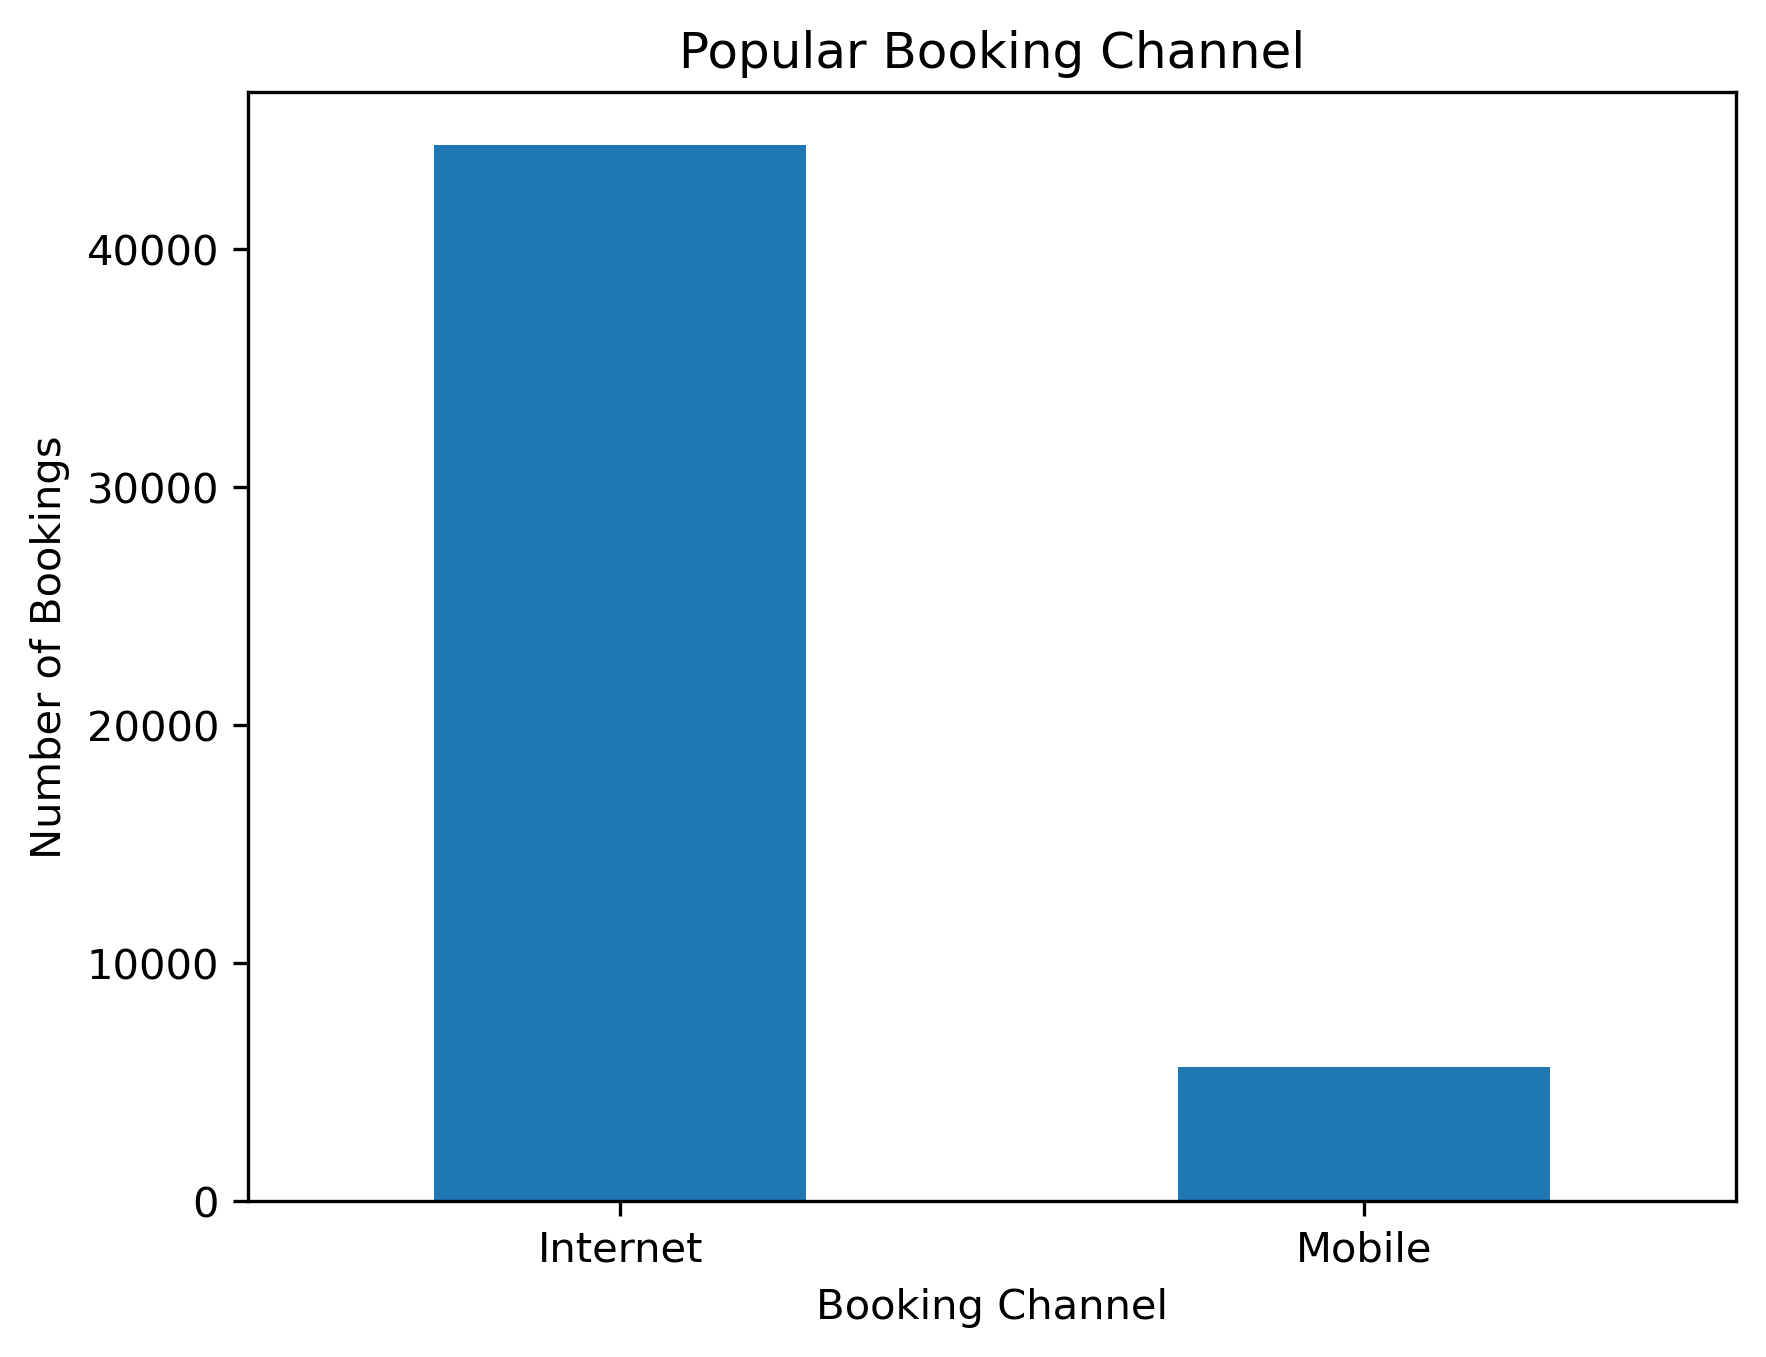 Popular Booking Channel
Number of Bookings
40000
30000
20000
10000
0
Internet
Mobile
Booking Channel